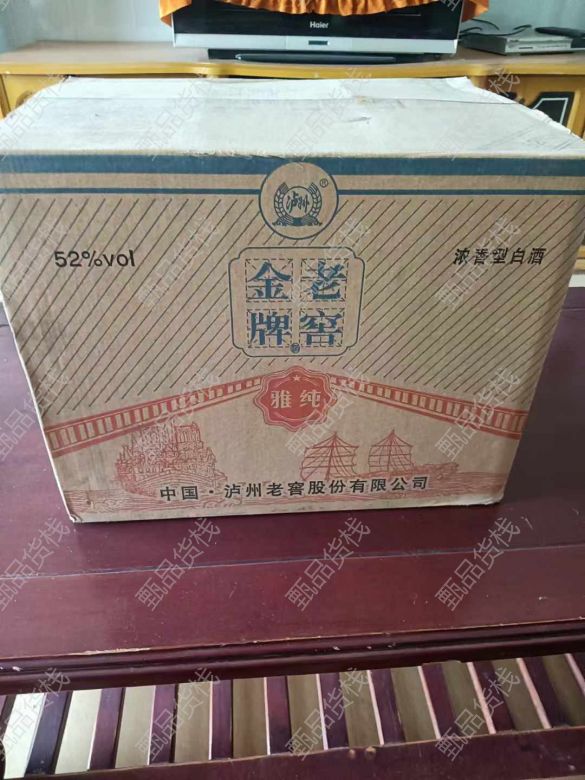 Haier
泸州
®
52%vol
浓香型白酒
金老
牌窖
雅纯
中国·泸州老窖股份有限公司
1
甄品货栈